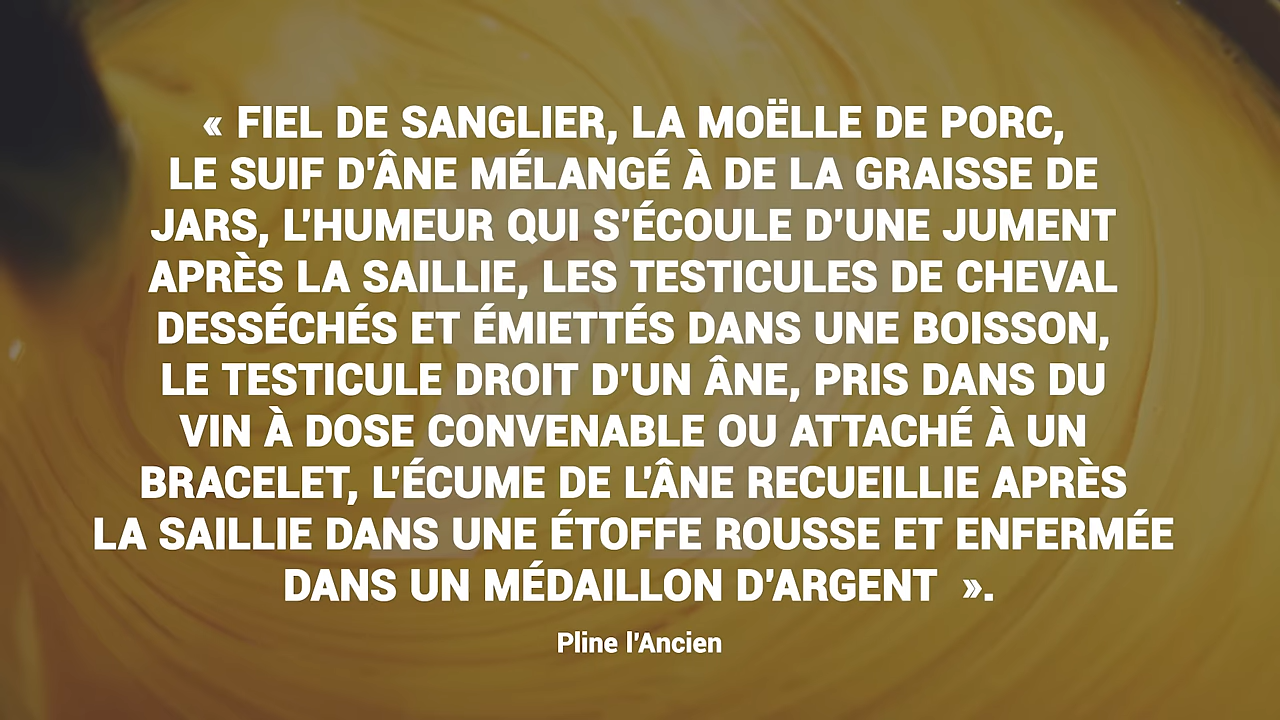 « FIEL DE SANGLIER, LA MOËLLE DE PORC,
LE SUIF D'ÂNE MÉLANGÉ À DE LA GRAISSE DE
JARS, L'HUMEUR QUI S'ÉCOULE D'UNE JUMENT
APRÈS LA SAILLIE, LES TESTICULES DE CHEVAL
DESSÉCHÉS ET ÉMIETTÉS DANS UNE BOISSON,
LE TESTICULE DROIT D'UN ÂNE, PRIS DANS DU
VIN À DOSE CONVENABLE OU ATTACHÉ À UN
BRACELET, L'ÉCUME DE L'ÂNE RECUEILLIE APRÈS
LA SAILLIE DANS UNE ÉTOFFE ROUSSE ET ENFERMÉE
DANS UN MÉDAILLON D'ARGENT  ».
Pline l'Ancien